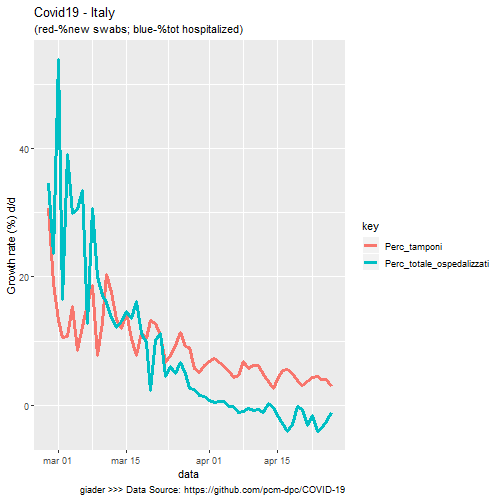 Covid19 - Italy
(red-%new swabs; blue-%tot hospitalized)
Growth rate (%) d/d
40
20
0
mar 01
mar 15
apr 01
apr 15
data
key
Perc_tamponi
Perc_totale_ospedalizzati
giader >>> Data Source: https://github.com/pcm-dpc/COVID-19